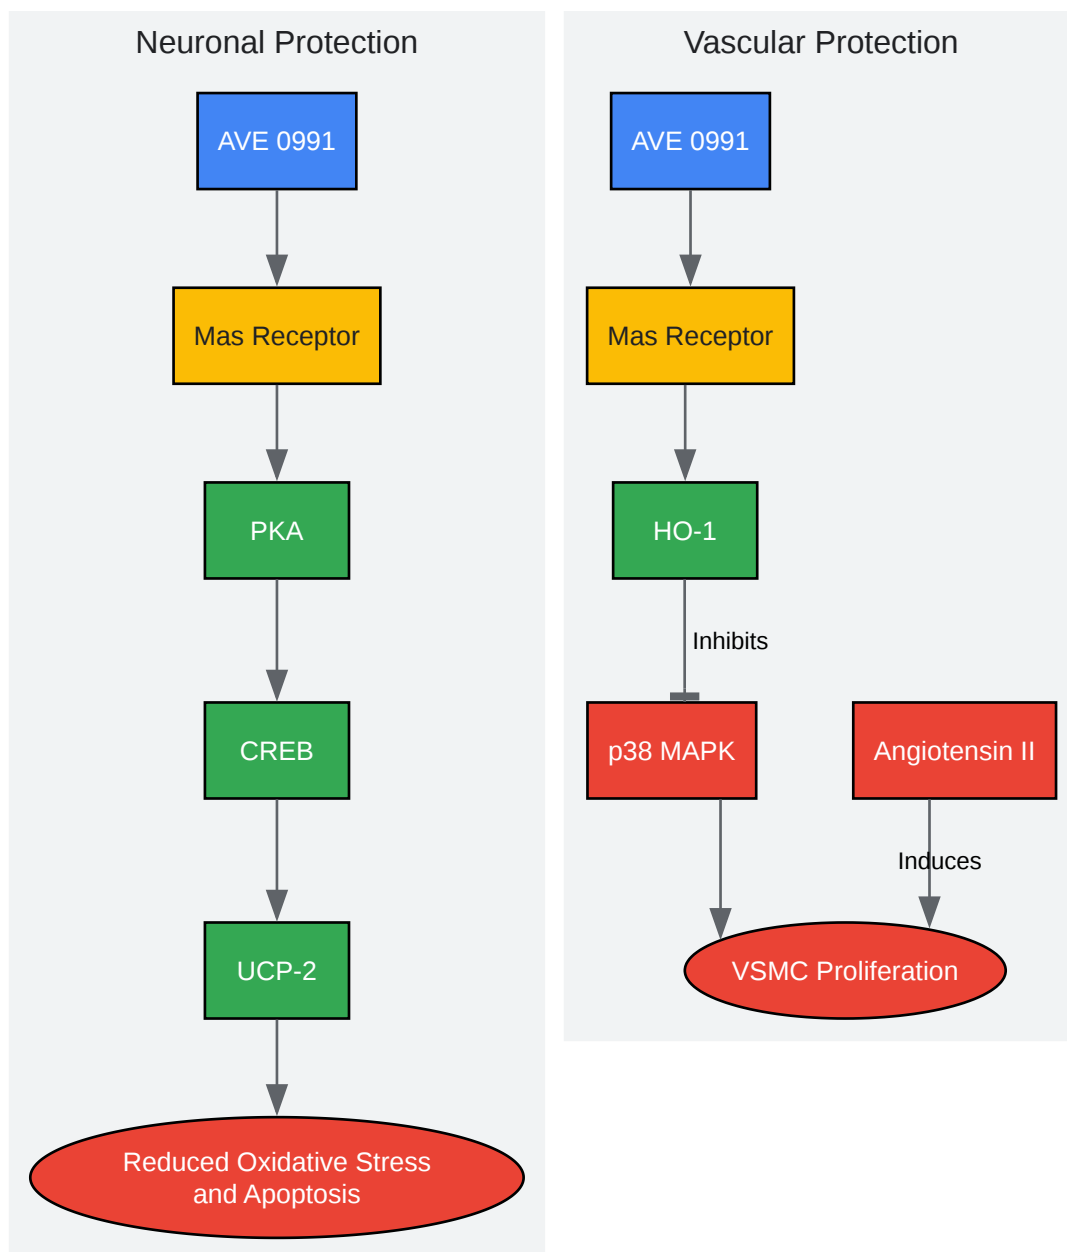 Neuronal Protection
AVE 0991
Mas Receptor
PKA
CREB
UCP-2
Reduced Oxidative Stress
and Apoptosis
Vascular Protection
AVE 0991
Mas Receptor
HO-1
Inhibits
p38 MAPK
Angiotensin II
Induces
VSMC Proliferation